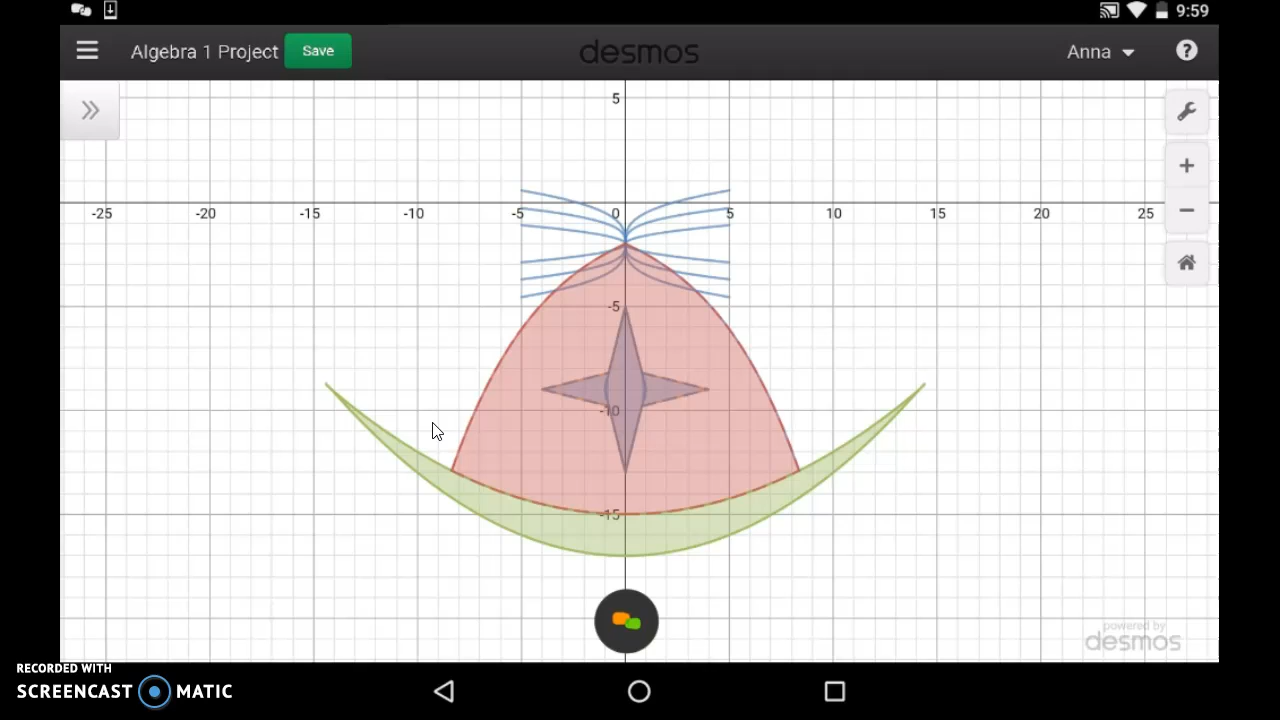 9:59
Algebra 1 Project Save desmos Anna ?
5
-25 -20 -15 -10 -5 0 5 10 15 20 25
-5
-10
-15
powered by
desmos
RECORDED WITH
SCREENCAST MATIC